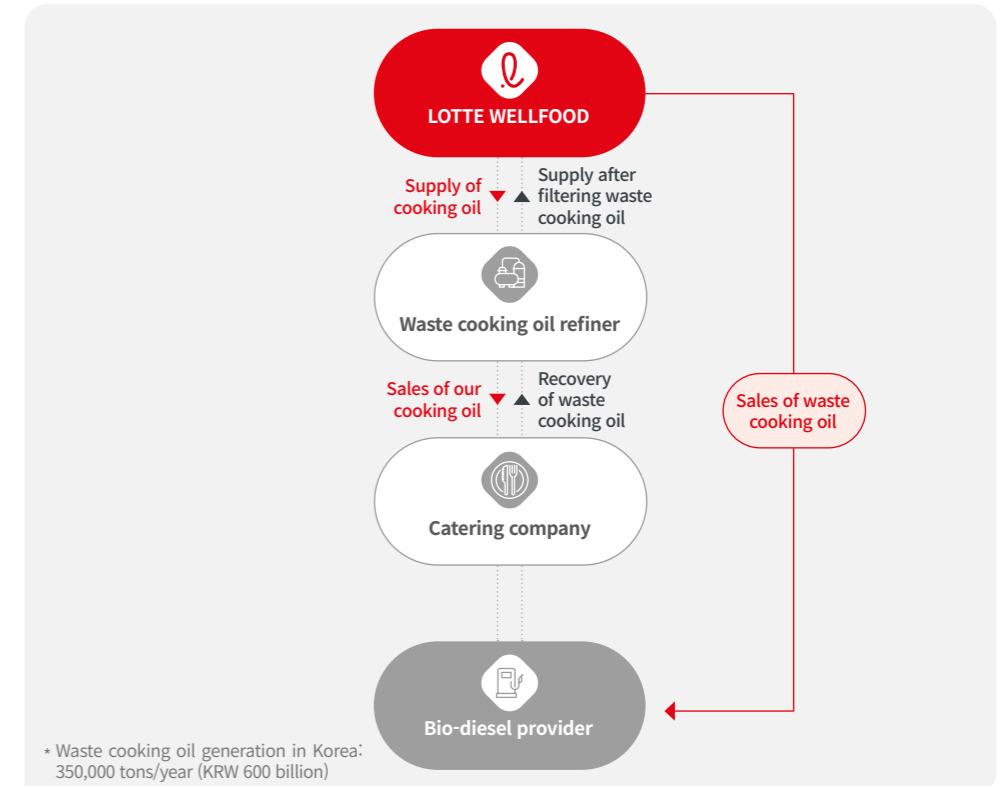 LOTTE WELLFOOD
Supply of
cooking oil
Supply after
filtering waste
cooking oil
Waste cooking oil refiner
Sales of our
cooking oil
Recovery
of waste
cooking oil
Sales of waste
cooking oil
Catering company
Bio-diesel provider
* Waste cooking oil generation in Korea:
350,000 tons/year (KRW 600 billion)